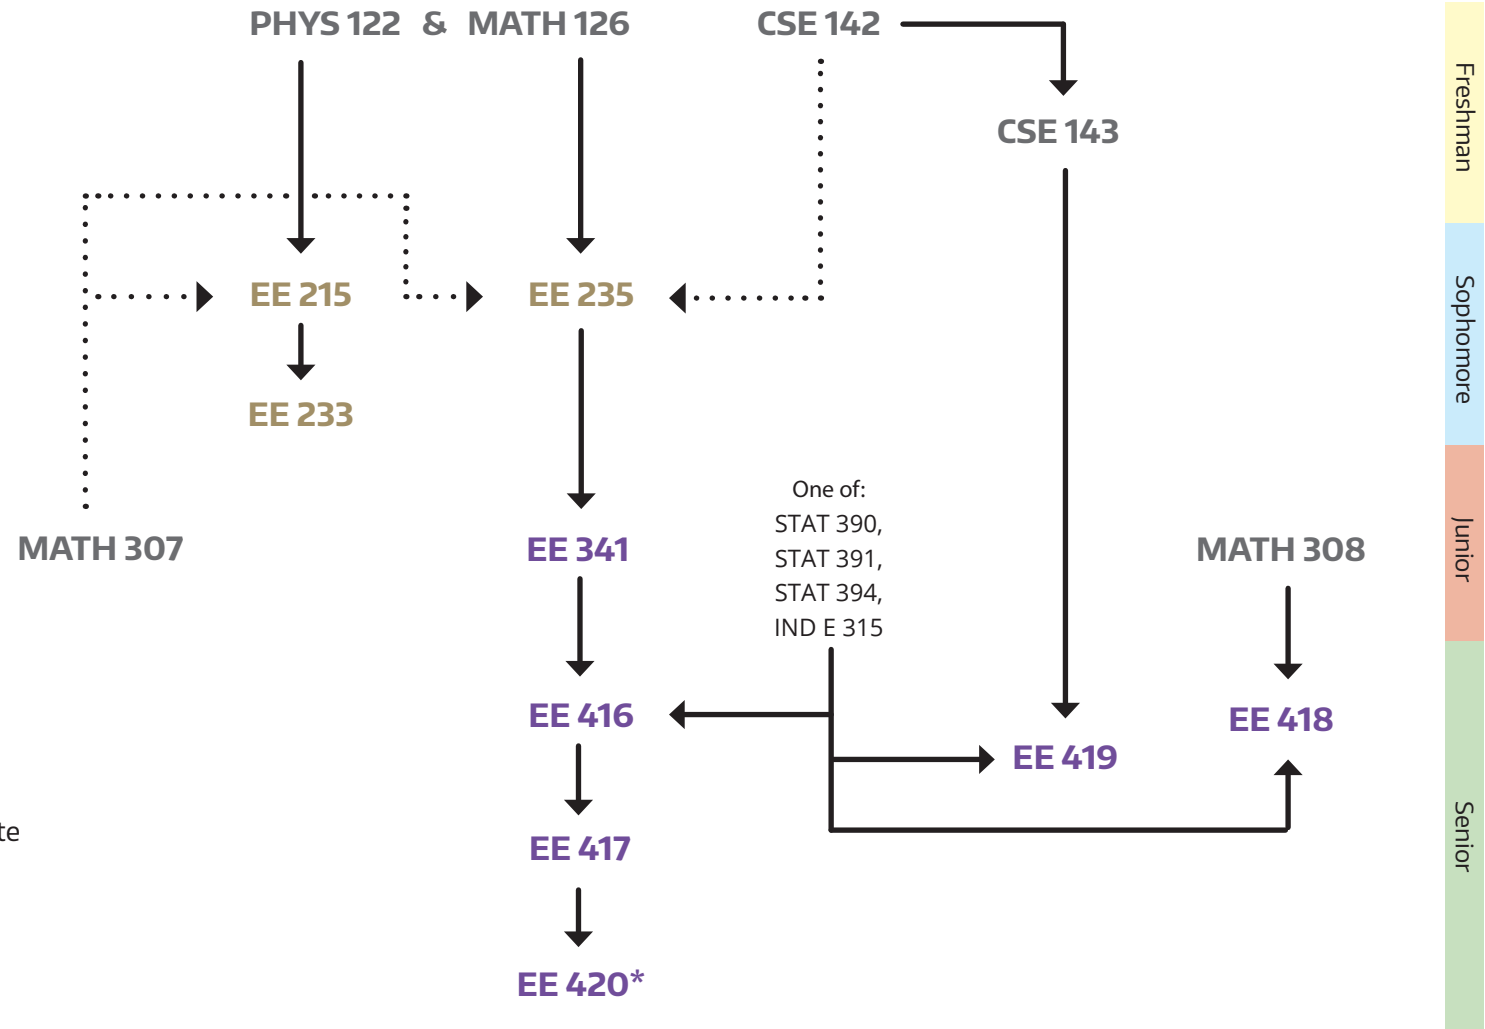 PHYS 122 & MATH 126
CSE 142
CSE 143
EE 215
EE 235
EE 233
MATH 307
EE 341
One of:
STAT 390,
STAT 391,
STAT 394,
IND E 315
MATH 308
EE 416
EE 419
EE 418
te
EE 417
EE 420*
Freshman
Sophomore
Junior
Senior